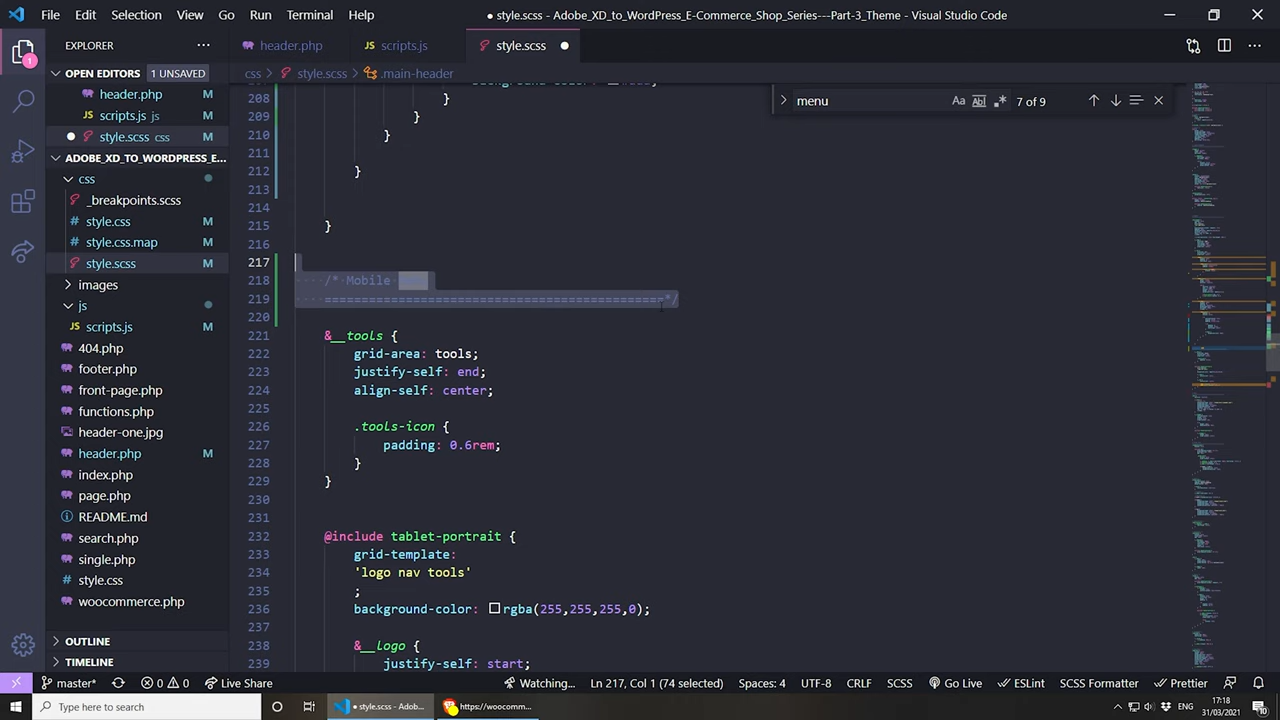 File Edit Selection View Go Run Terminal Help ● style.scss - Adobe_XD_to_WordPress_E-Commerce_Shop_Series---Part-3_Theme - Visual Studio Code
EXPLORER ··· header.php JS scripts.js style.scss ●
OPEN EDITORS 1 UNSAVED
header.php
scripts.js js
style.scss css
ADOBE_XD_TO_WORDPRESS_E...
css
_breakpoints.scss
# style.css M
# style.css.map M
style.scss M
images
JS js
JS scripts.js M
404.php
footer.php
front-page.php
functions.php
header-one.jpg
header.php M
index.php
page.php
README.md
search.php
single.php
# style.css
woocommerce.php
OUTLINE
TIMELINE
css > style.scss > .main-header
menu Aa
208 }
209 }
210 }
211
212 }
213
214
215 }
216
217
218 Mobile
219
220
221 &__tools {
222 grid-area: tools;
223 justify-self: end;
224 align-self: center;
225
226 .tools-icon {
227 padding: 0.6rem;
228 }
229 }
230
231
232 @include tablet-portrait {
233 grid-template:
234 'logo nav tools'
235 ;
236 background-color: rgba(255,255,255,0);
237
238 &__logo
239 justify-self: start;
master* 0 0 Live Share Watching... Ln 217, Col 1 (74 selected) UTF-8 CRLF SCSS Go Live ESLint SCSS Formatter Prettier
Type here to search ● style.scss - Adob... https://woocomm... ENG 17:18
31/03/2021